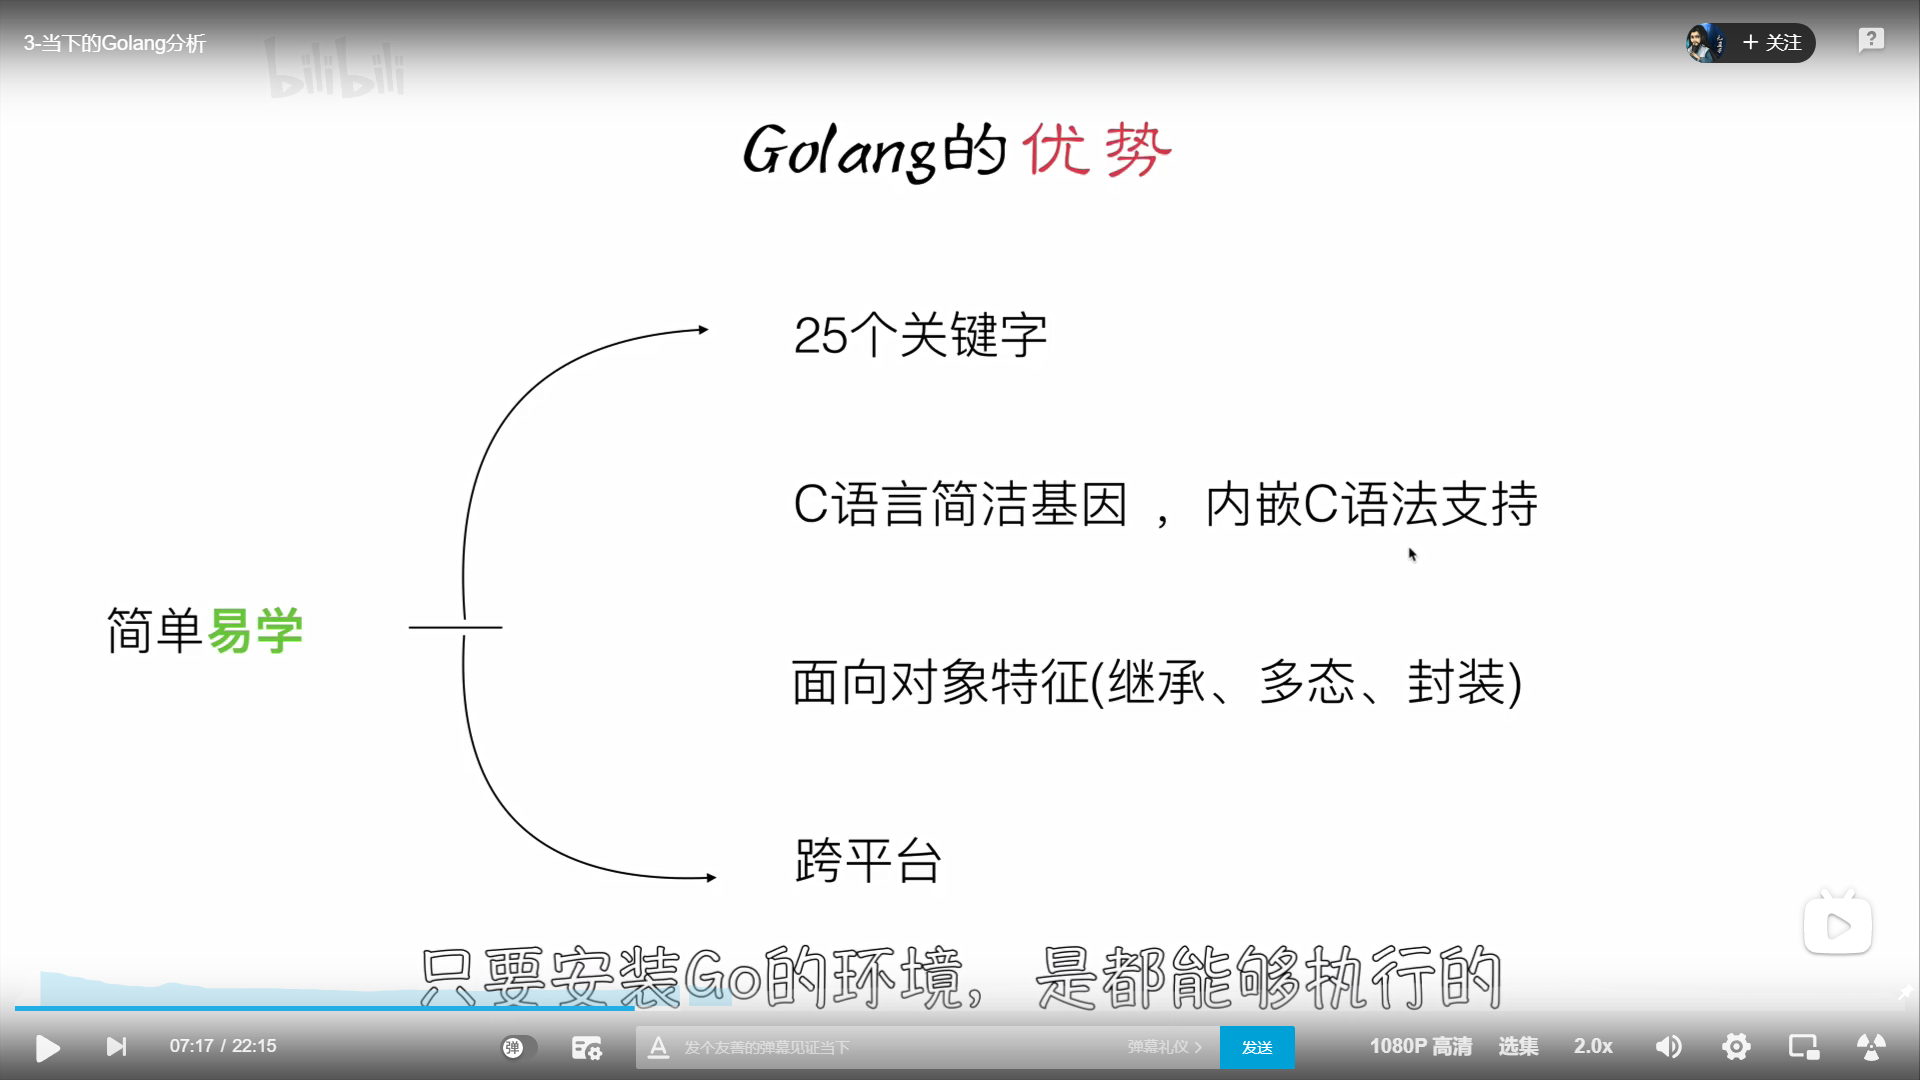 3-当下的Golang分析
bilibili
+ 关注
Golang的优势
25个关键字
C语言简洁基因 ，内嵌C语法支持
简单易学
面向对象特征(继承、多态、封装)
跨平台
只要安装Go的环境，是都能够执行的
07:17 / 22:15
弹
A
发个友善的弹幕见证当下
弹幕礼仪 >
发送
1080P 高清
选集
2.0x